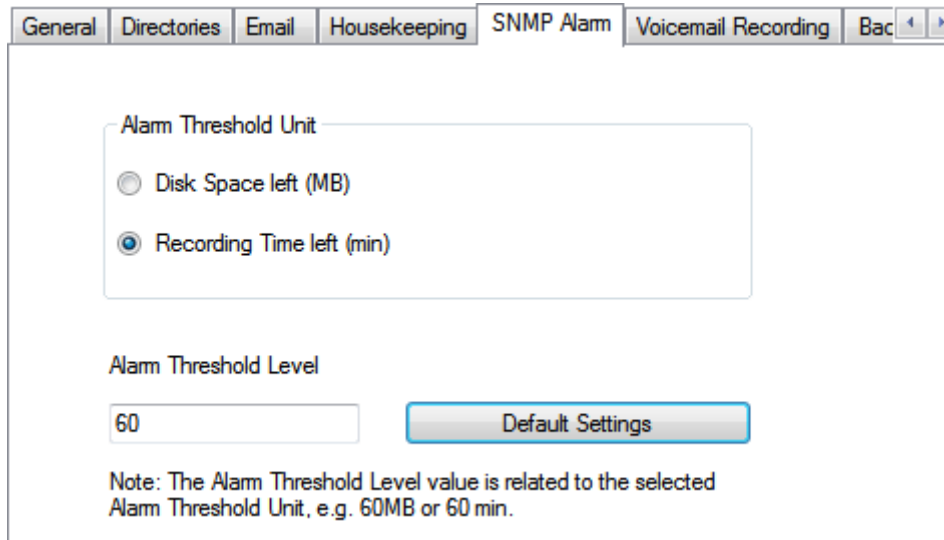 General Directories Email Housekeeping SNMP Alarm Voicemail Recording Bac
Alarm Threshold Unit
Disk Space left (MB)
Recording Time left (min)
Alarm Threshold Level
60 Default Settings
Note: The Alarm Threshold Level value is related to the selected
Alarm Threshold Unit, e.g. 60MB or 60 min.